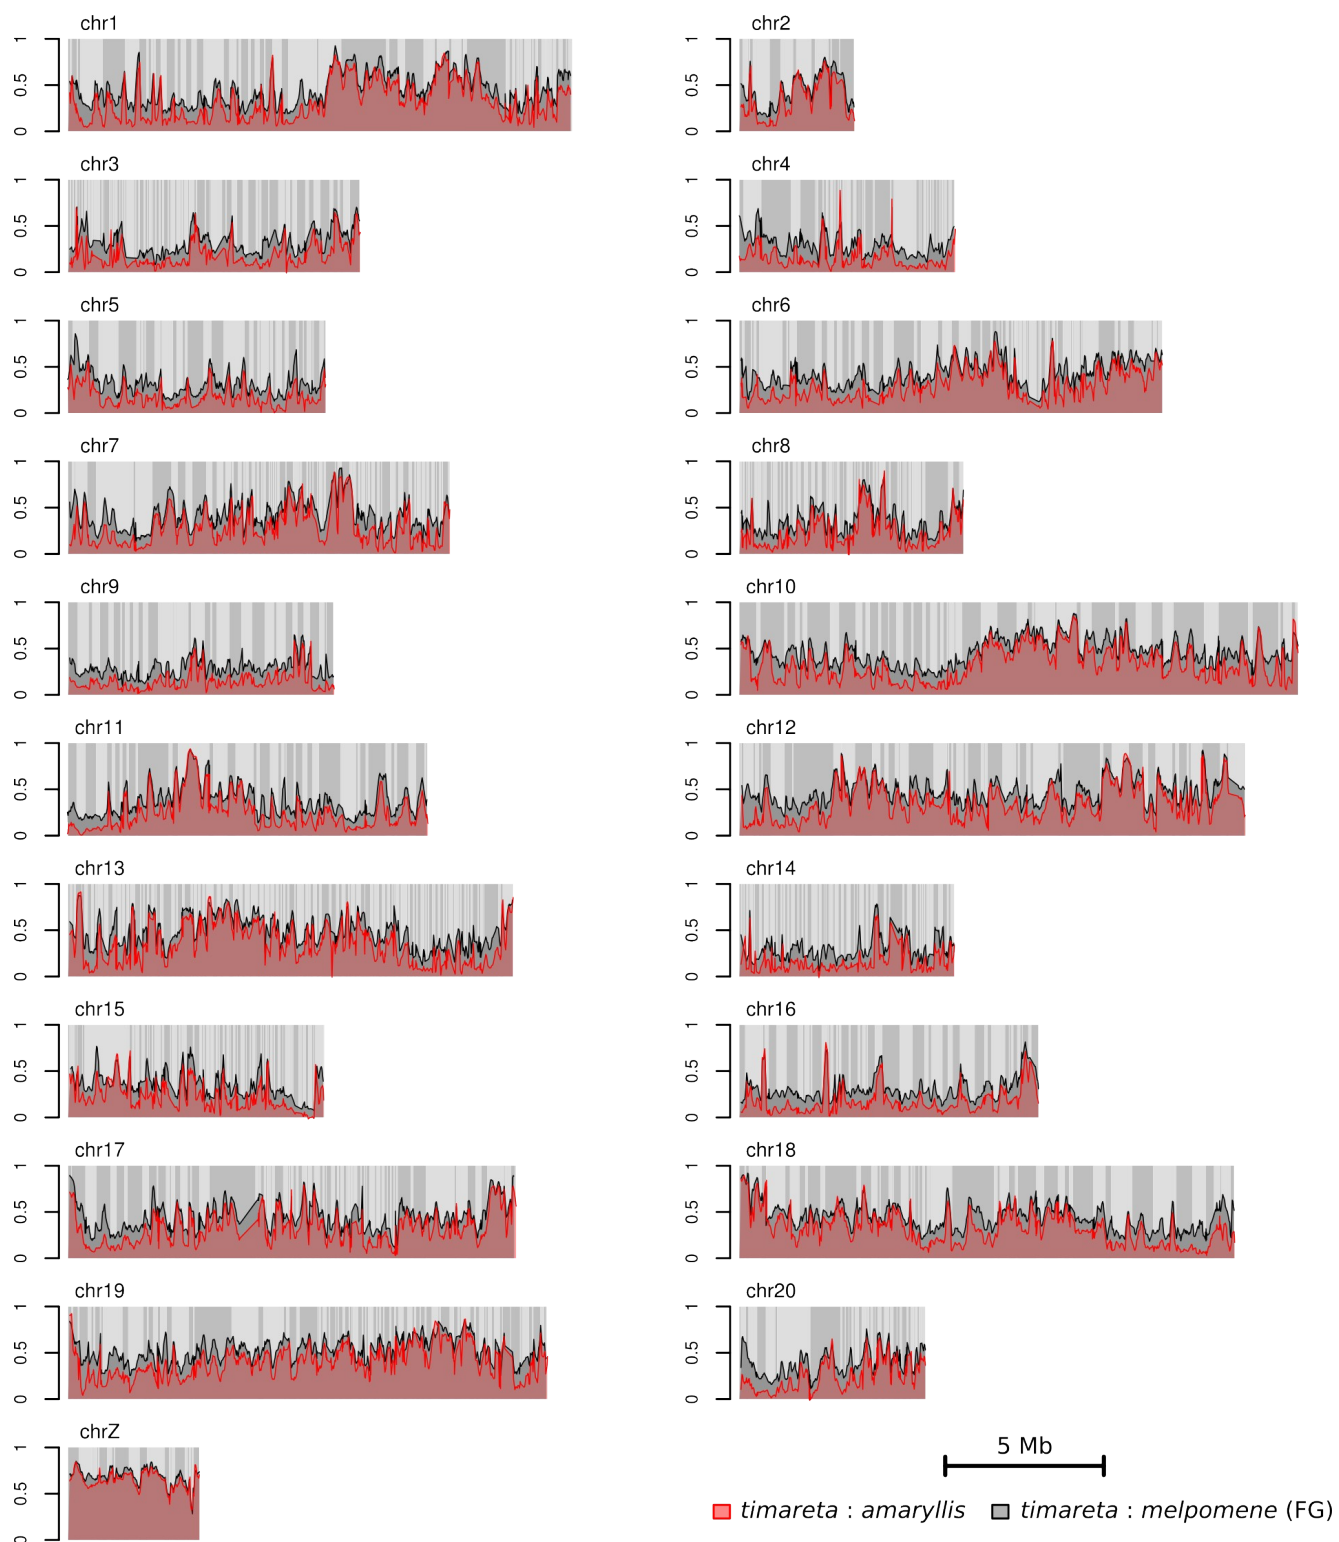 chr1 chr2
0 0.5 1 0 0.5 1
chr3 chr4
0 0.5 1 0 0.5 1
chr5 chr6
0 0.5 1 0 0.5 1
chr7 chr8
0 0.5 1 0 0.5 1
chr9 chr10
0 0.5 1 0 0.5 1
chr11 chr12
0 0.5 1 0 0.5 1
chr13 chr14
0 0.5 1 0 0.5 1
chr15 chr16
0 0.5 1 0 0.5 1
chr17 chr18
0 0.5 1 0 0.5 1
chr19 chr20
0 0.5 1 0 0.5 1
chrZ
0 0.5 1
5 Mb
timareta : amaryllis timareta : melpomene (FG)